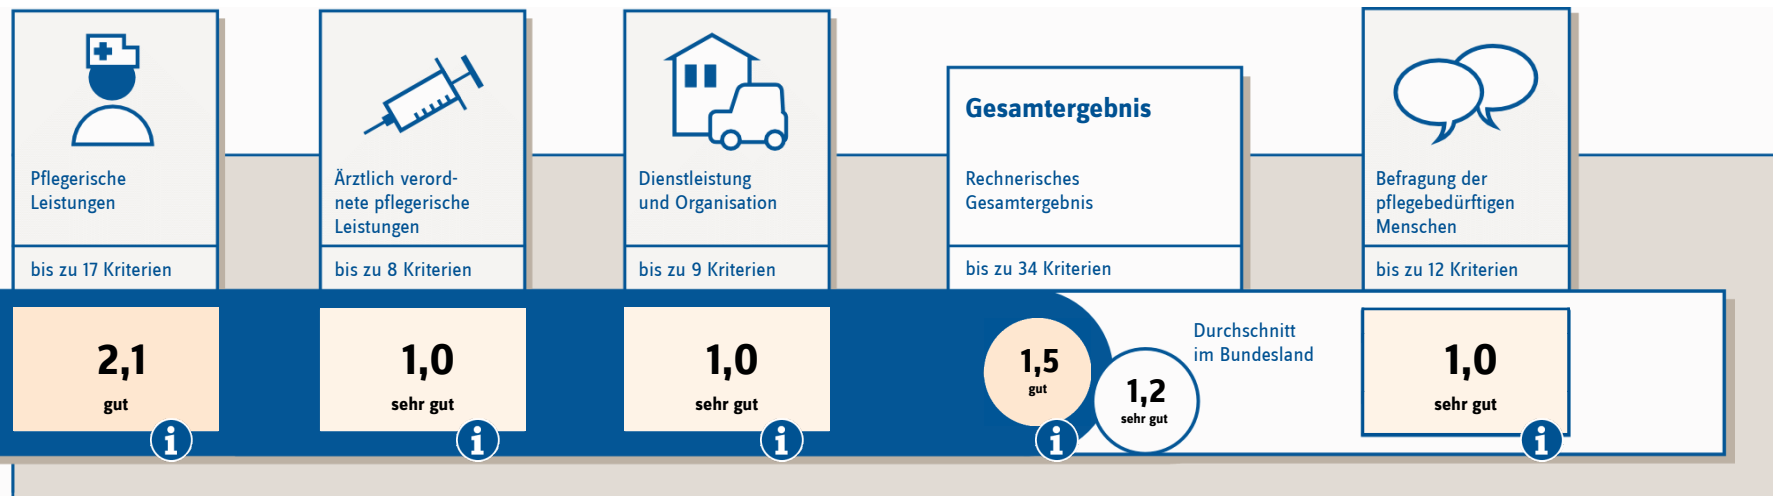 Pflegerische
Leistungen
bis zu 17 Kriterien
2,1
gut
i
Ärztlich verord-
nete pflegerische
Leistungen
bis zu 8 Kriterien
1,0
sehr gut
i
Dienstleistung
und Organisation
bis zu 9 Kriterien
1,0
sehr gut
i
Gesamtergebnis
Rechnerisches
Gesamtergebnis
bis zu 34 Kriterien
1,5
gut
i
1,2
sehr gut
Durchschnitt
im Bundesland
Befragung der
pflegebedürftigen
Menschen
bis zu 12 Kriterien
1,0
sehr gut
i